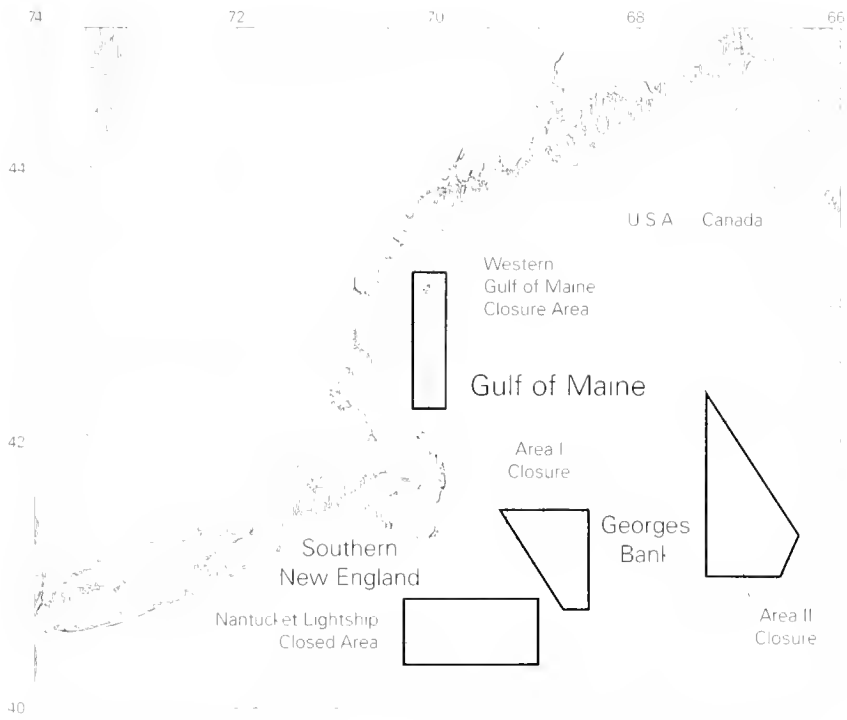 74 72 70 68 66
44
U S A Canada
Western
Gulf of Maine
Closure Area
Gulf of Maine
42
Area I
Closure
Georges
Bank
Southern
New England
Nantucket Lightship
Closed Area
Area II
Closure
40